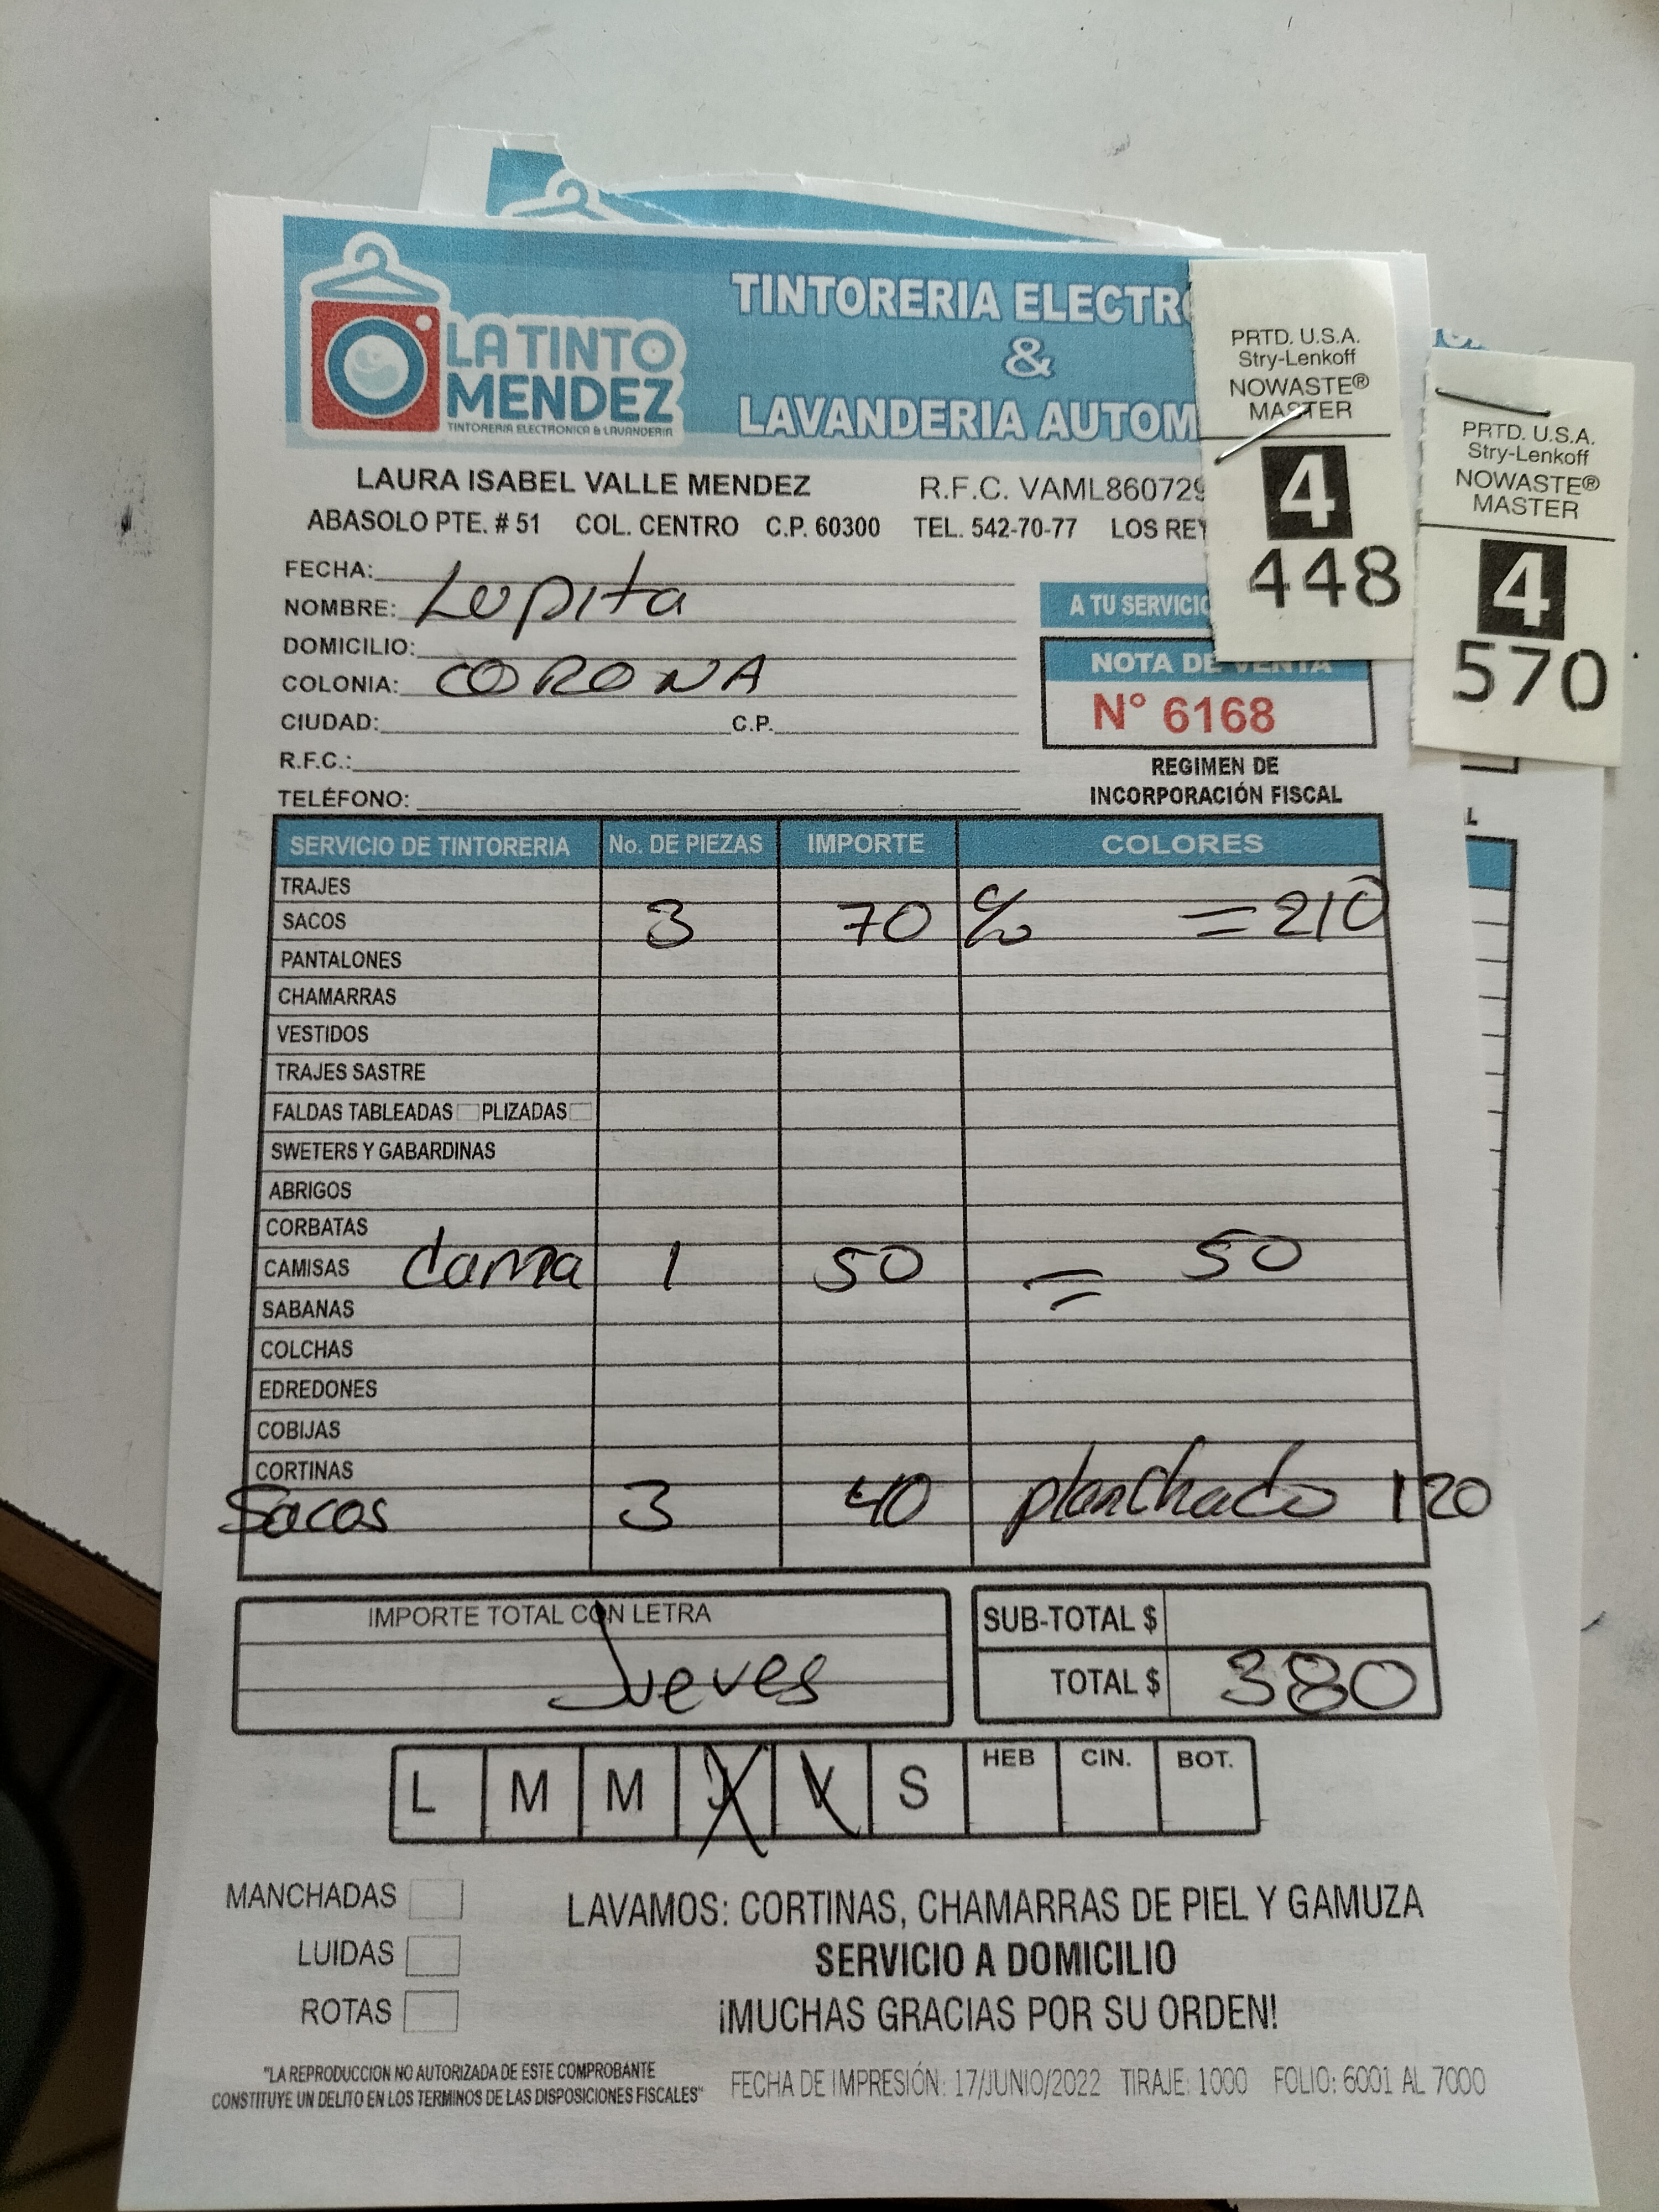 LA TINTO
MENDEZ
TINTORERIA ELECTRONICA & LAVANDERIA
TINTORERIA ELECTR
&
LAVANDERIA AUTOM
PRTD. U.S.A.
Stry-Lenkoff
NOWASTE®
MASTER
4
448
PRTD. U.S.A.
Stry-Lenkoff
NOWASTE®
MASTER
4
570
LAURA ISABEL VALLE MENDEZ R.F.C. VAML860729
ABASOLO PTE. # 51 COL. CENTRO C.P. 60300 TEL. 542-70-77 LOS REY
FECHA:
NOMBRE: Lupita
DOMICILIO:
COLONIA: CORONA
CIUDAD: C.P.
R.F.C.:
TELÉFONO:
A TU SERVICIO
NOTA DE VENTA
N° 6168
REGIMEN DE
INCORPORACIÓN FISCAL
L
SERVICIO DE TINTORERIA No. DE PIEZAS IMPORTE COLORES
TRAJES
SACOS 3 70 c/u = 210
PANTALONES
CHAMARRAS
VESTIDOS
TRAJES SASTRE
FALDAS TABLEADAS PLIZADAS
SWETERS Y GABARDINAS
ABRIGOS
CORBATAS
CAMISAS dama 1 50 = 50
SABANAS
COLCHAS
EDREDONES
COBIJAS
CORTINAS
Sacos 3 40 planchado 120
IMPORTE TOTAL CON LETRA
Jueves
SUB-TOTAL $
TOTAL $ 380
L M M J V S HEB CIN. BOT.
MANCHADAS
LUIDAS
ROTAS
LAVAMOS: CORTINAS, CHAMARRAS DE PIEL Y GAMUZA
SERVICIO A DOMICILIO
¡MUCHAS GRACIAS POR SU ORDEN!
"LA REPRODUCCION NO AUTORIZADA DE ESTE COMPROBANTE
CONSTITUYE UN DELITO EN LOS TERMINOS DE LAS DISPOSICIONES FISCALES"
FECHA DE IMPRESIÓN: 17/JUNIO/2022 TIRAJE: 1000 FOLIO: 6001 AL 7000